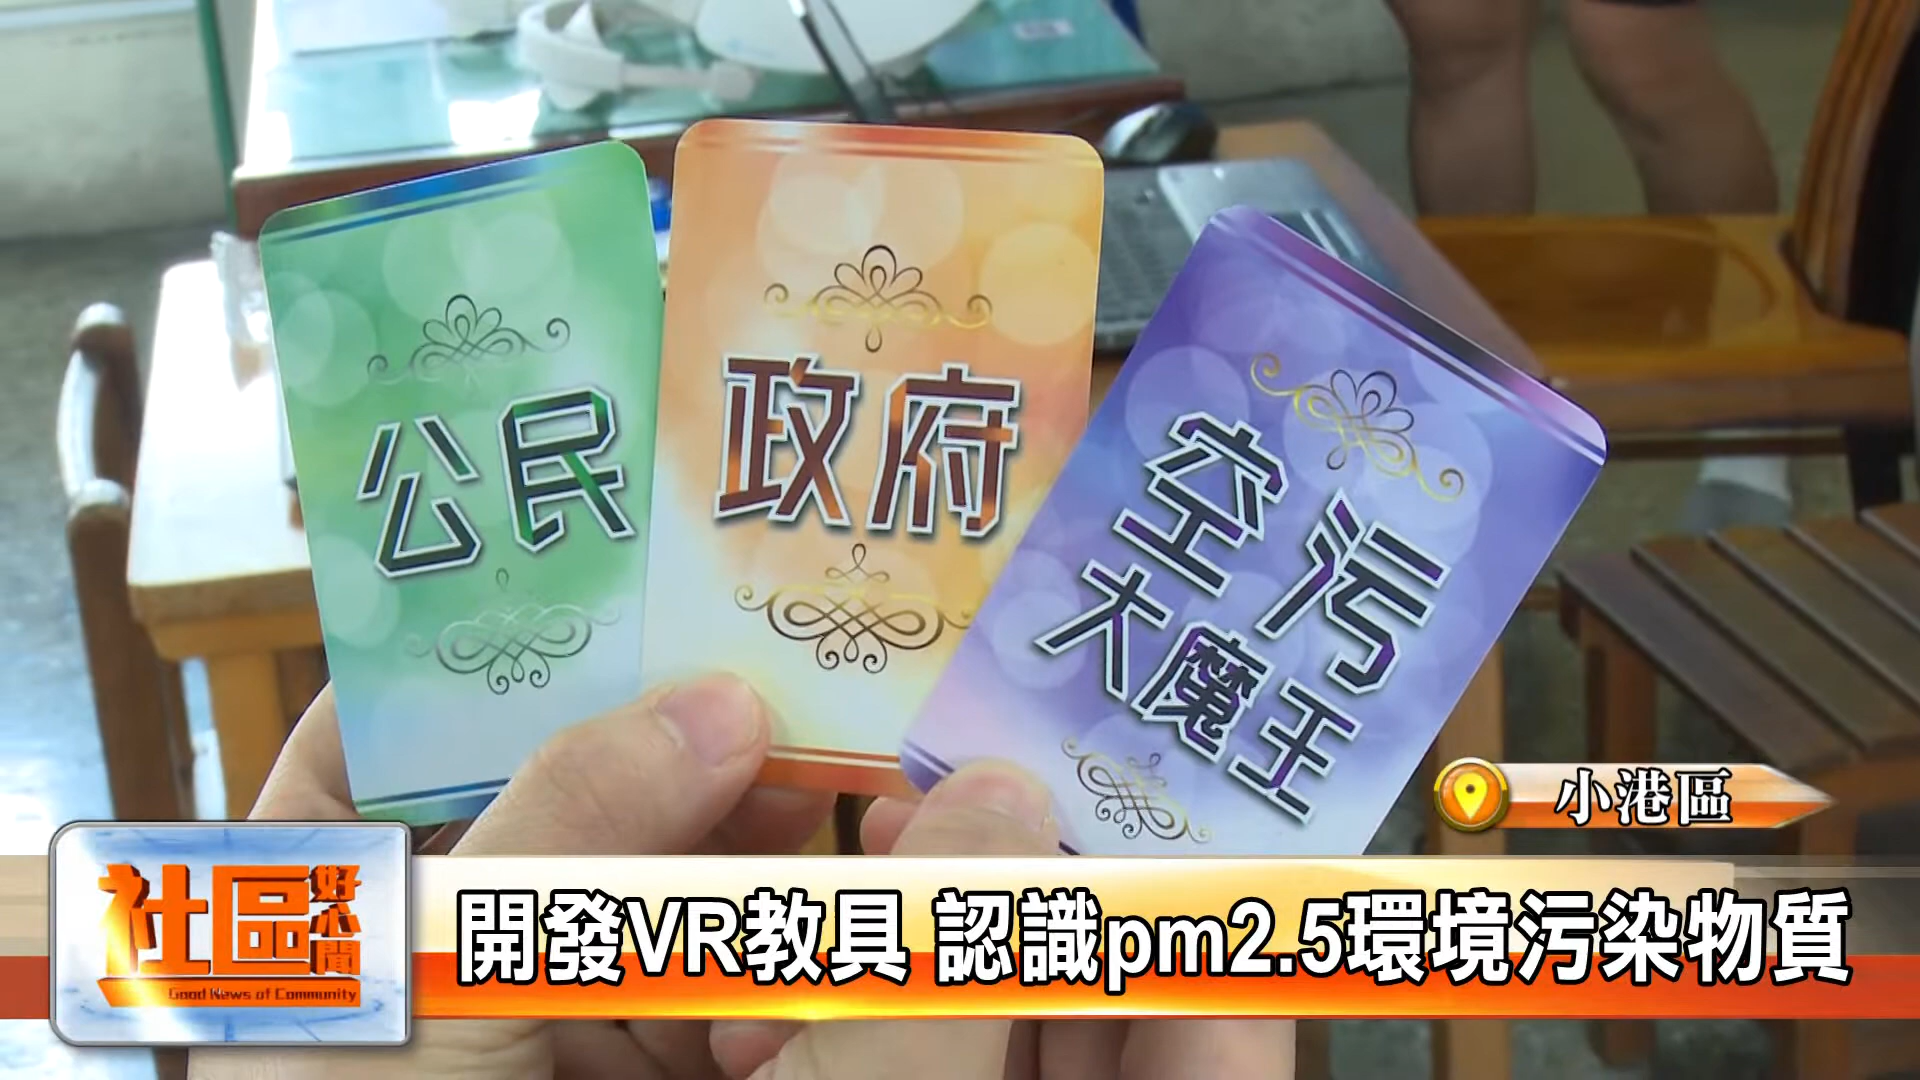 公民
政府
空污
大魔王
小港區
社區好小聞
Good News of Community
開發VR教具 認識pm2.5環境污染物質